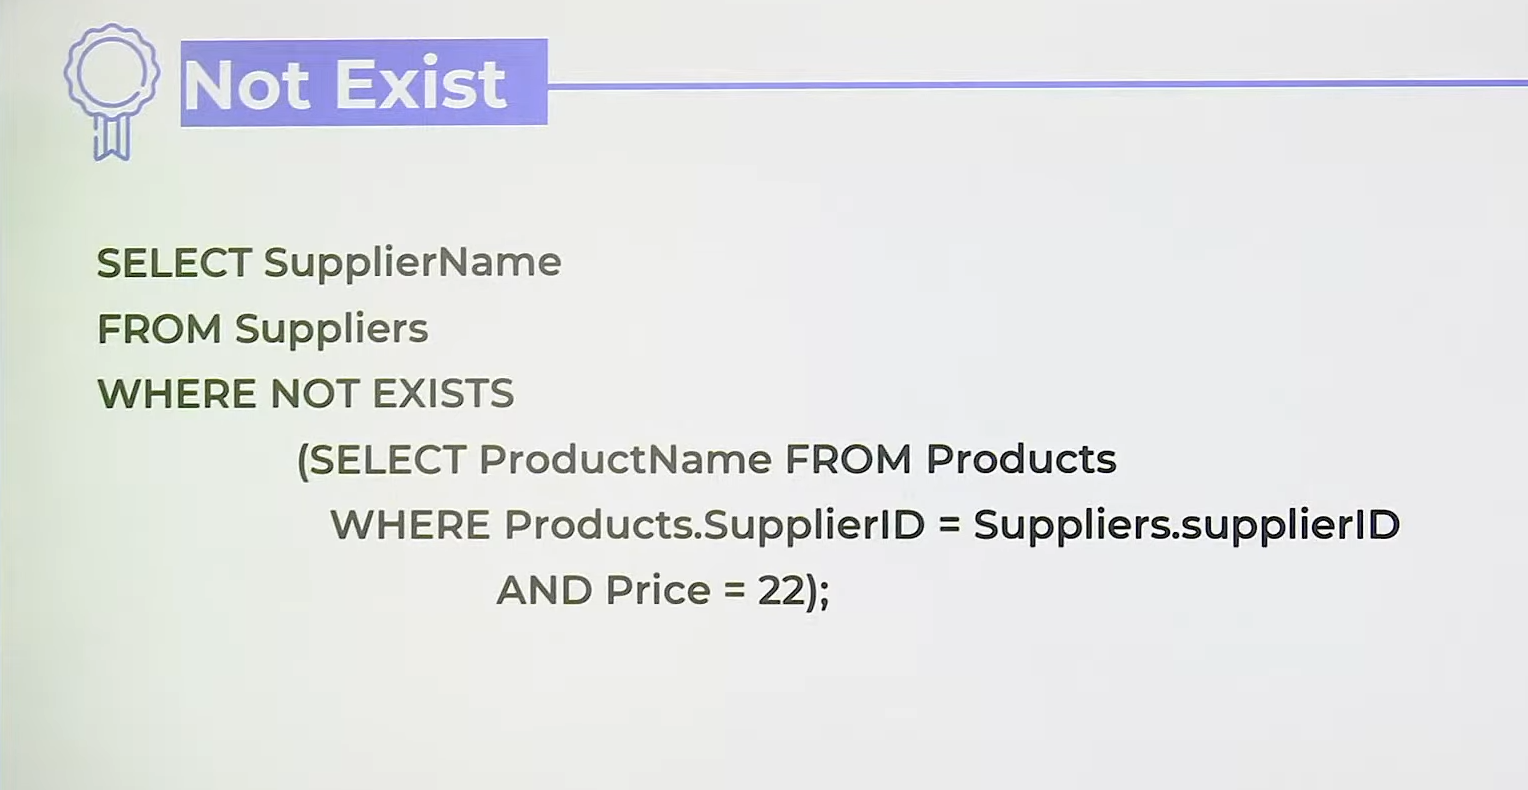 Not Exist
SELECT SupplierName
FROM Suppliers
WHERE NOT EXISTS
(SELECT ProductName FROM Products
WHERE Products.SupplierID = Suppliers.supplierID
AND Price = 22);